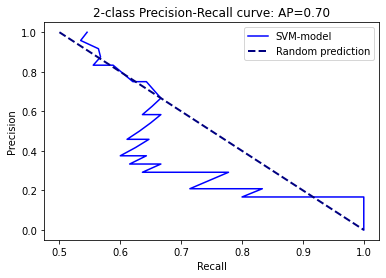 2-class Precision-Recall curve: AP=0.70
SVM-model
Random prediction
Precision
1.0
0.8
0.6
0.4
0.2
0.0
0.5 0.6 0.7 0.8 0.9 1.0
Recall